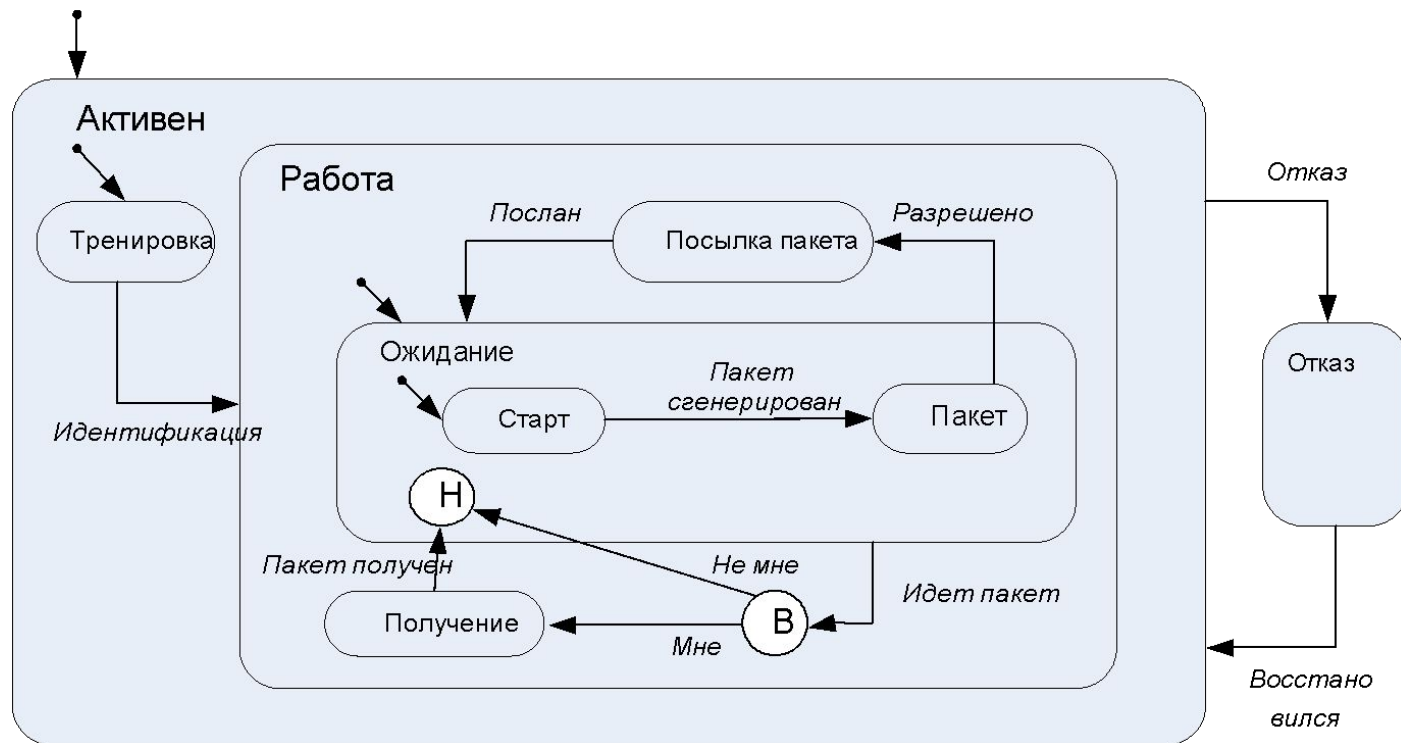 Активен
Работа
Отказ
Послан
Разрешено
Тренировка
Посылка пакета
Ожидание
Пакет
сгенерирован
Отказ
Старт
Пакет
Идентификация
Н
Пакет получен
Не мне
Идет пакет
Получение
В
Мне
Восстано
вился